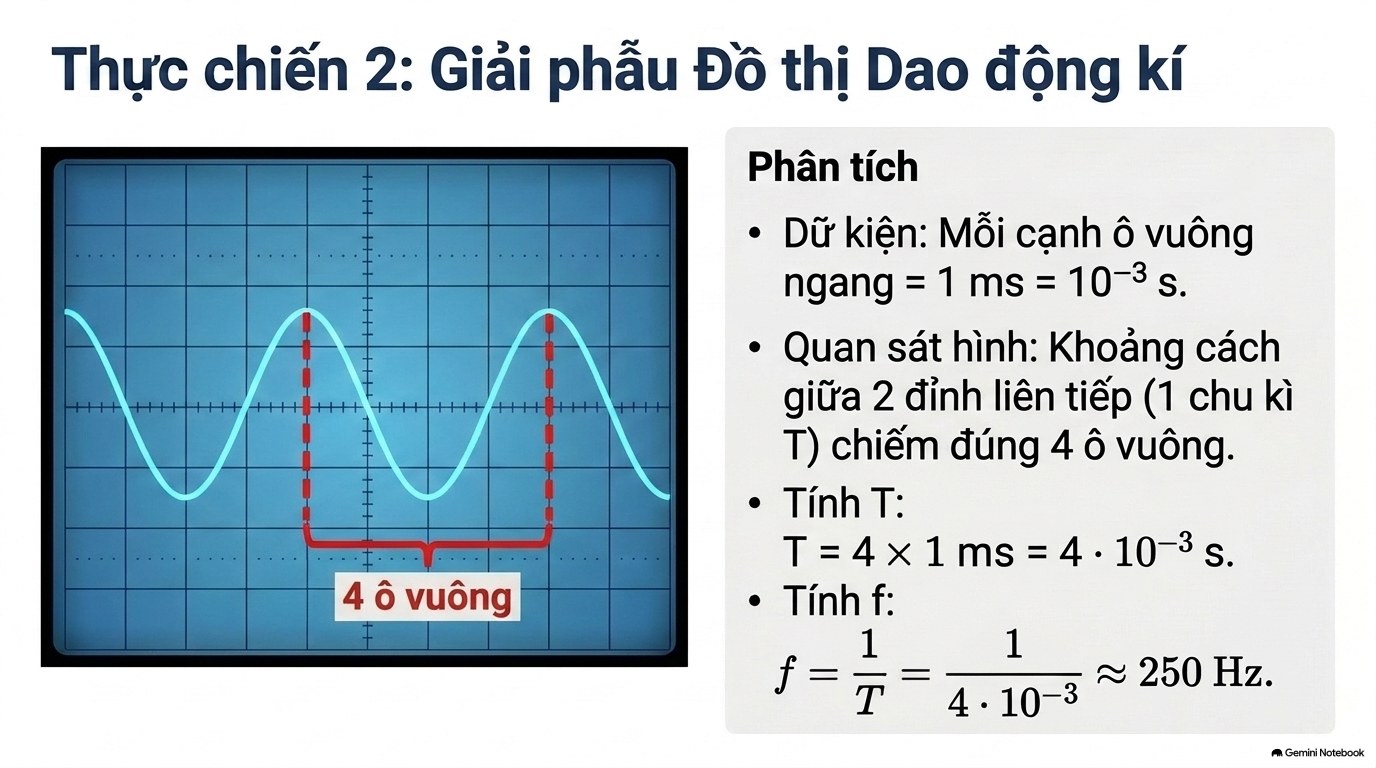 Thực chiến 2: Giải phẫu Đồ thị Dao động kí
4 ô vuông
Phân tích
• Dữ kiện: Mỗi cạnh ô vuông
ngang = 1 ms = 10⁻³ s.
• Quan sát hình: Khoảng cách
giữa 2 đỉnh liên tiếp (1 chu kì
T) chiếm đúng 4 ô vuông.
• Tính T:
T = 4 × 1 ms = 4 · 10⁻³ s.
• Tính f:
f = 1/T = 1/(4 · 10⁻³) ≈ 250 Hz.
Gemini Notebook